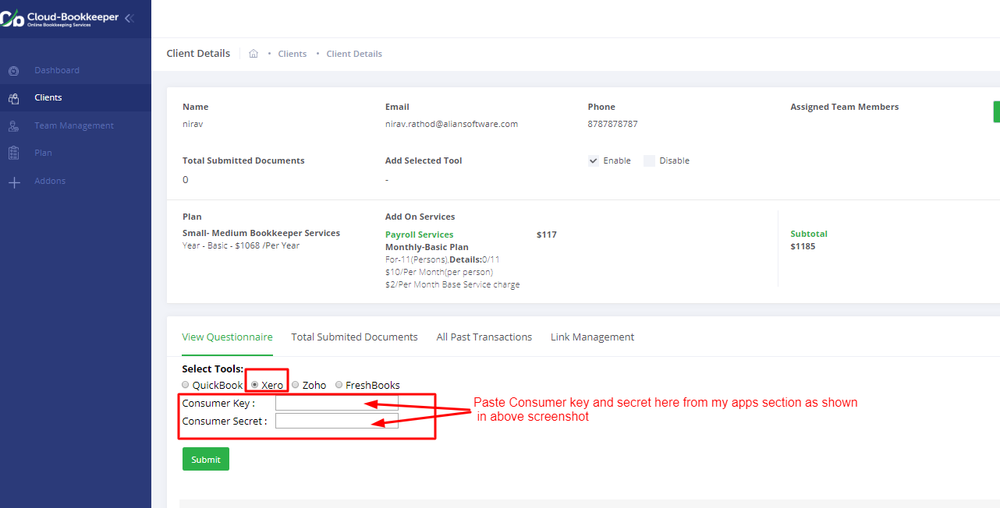 Cloud-Bookkeeper
Online Bookkeeping Services
Dashboard
Clients
Team Management
Plan
Addons
Client Details
• Clients • Client Details
Name
nirav
Email
nirav.rathod@aliansoftware.com
Phone
8787878787
Assigned Team Members
Total Submitted Documents
0
Add Selected Tool
-
Enable
Disable
Plan
Small- Medium Bookkeeper Services
Year - Basic - $1068 /Per Year
Add On Services
Payroll Services $117
Monthly-Basic Plan
For-11(Persons),Details:0/11
$10/Per Month(per person)
$2/Per Month Base Service charge
Subtotal
$1185
View Questionnaire Total Submited Documents All Past Transactions Link Management
Select Tools:
QuickBook Xero Zoho FreshBooks
Consumer Key :
Consumer Secret :
Paste Consumer key and secret here from my apps section as shown
in above screenshot
Submit